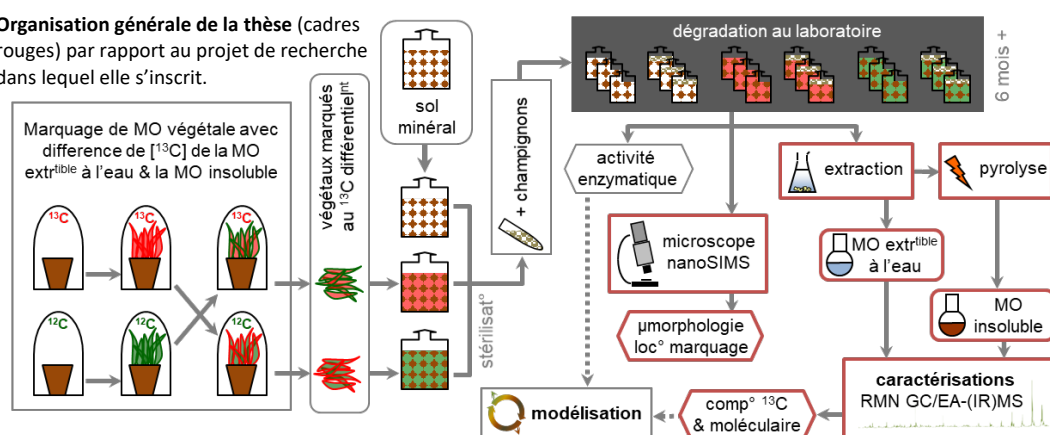 Organisation générale de la thèse (cadres
rouges) par rapport au projet de recherche
dans lequel elle s'inscrit.
Marquage de MO végétale avec
difference de [¹³C] de la MO
extrᵗⁱᵇˡᵉ à l'eau & la MO insoluble
¹³C
¹³C
¹³C
¹²C
¹²C
¹²C
végétaux marqués
au ¹³C différentielⁿᵗ
sol
minéral
stérilisat°
+ champignons
dégradation au laboratoire
6 mois +
activité
enzymatique
microscope
nanoSIMS
µmorphologie
loc° marquage
extraction
pyrolyse
MO extrᵗⁱᵇˡᵉ
à l'eau
MO
insoluble
caractérisations
RMN GC/EA-(IR)MS
comp° ¹³C
& moléculaire
modélisation